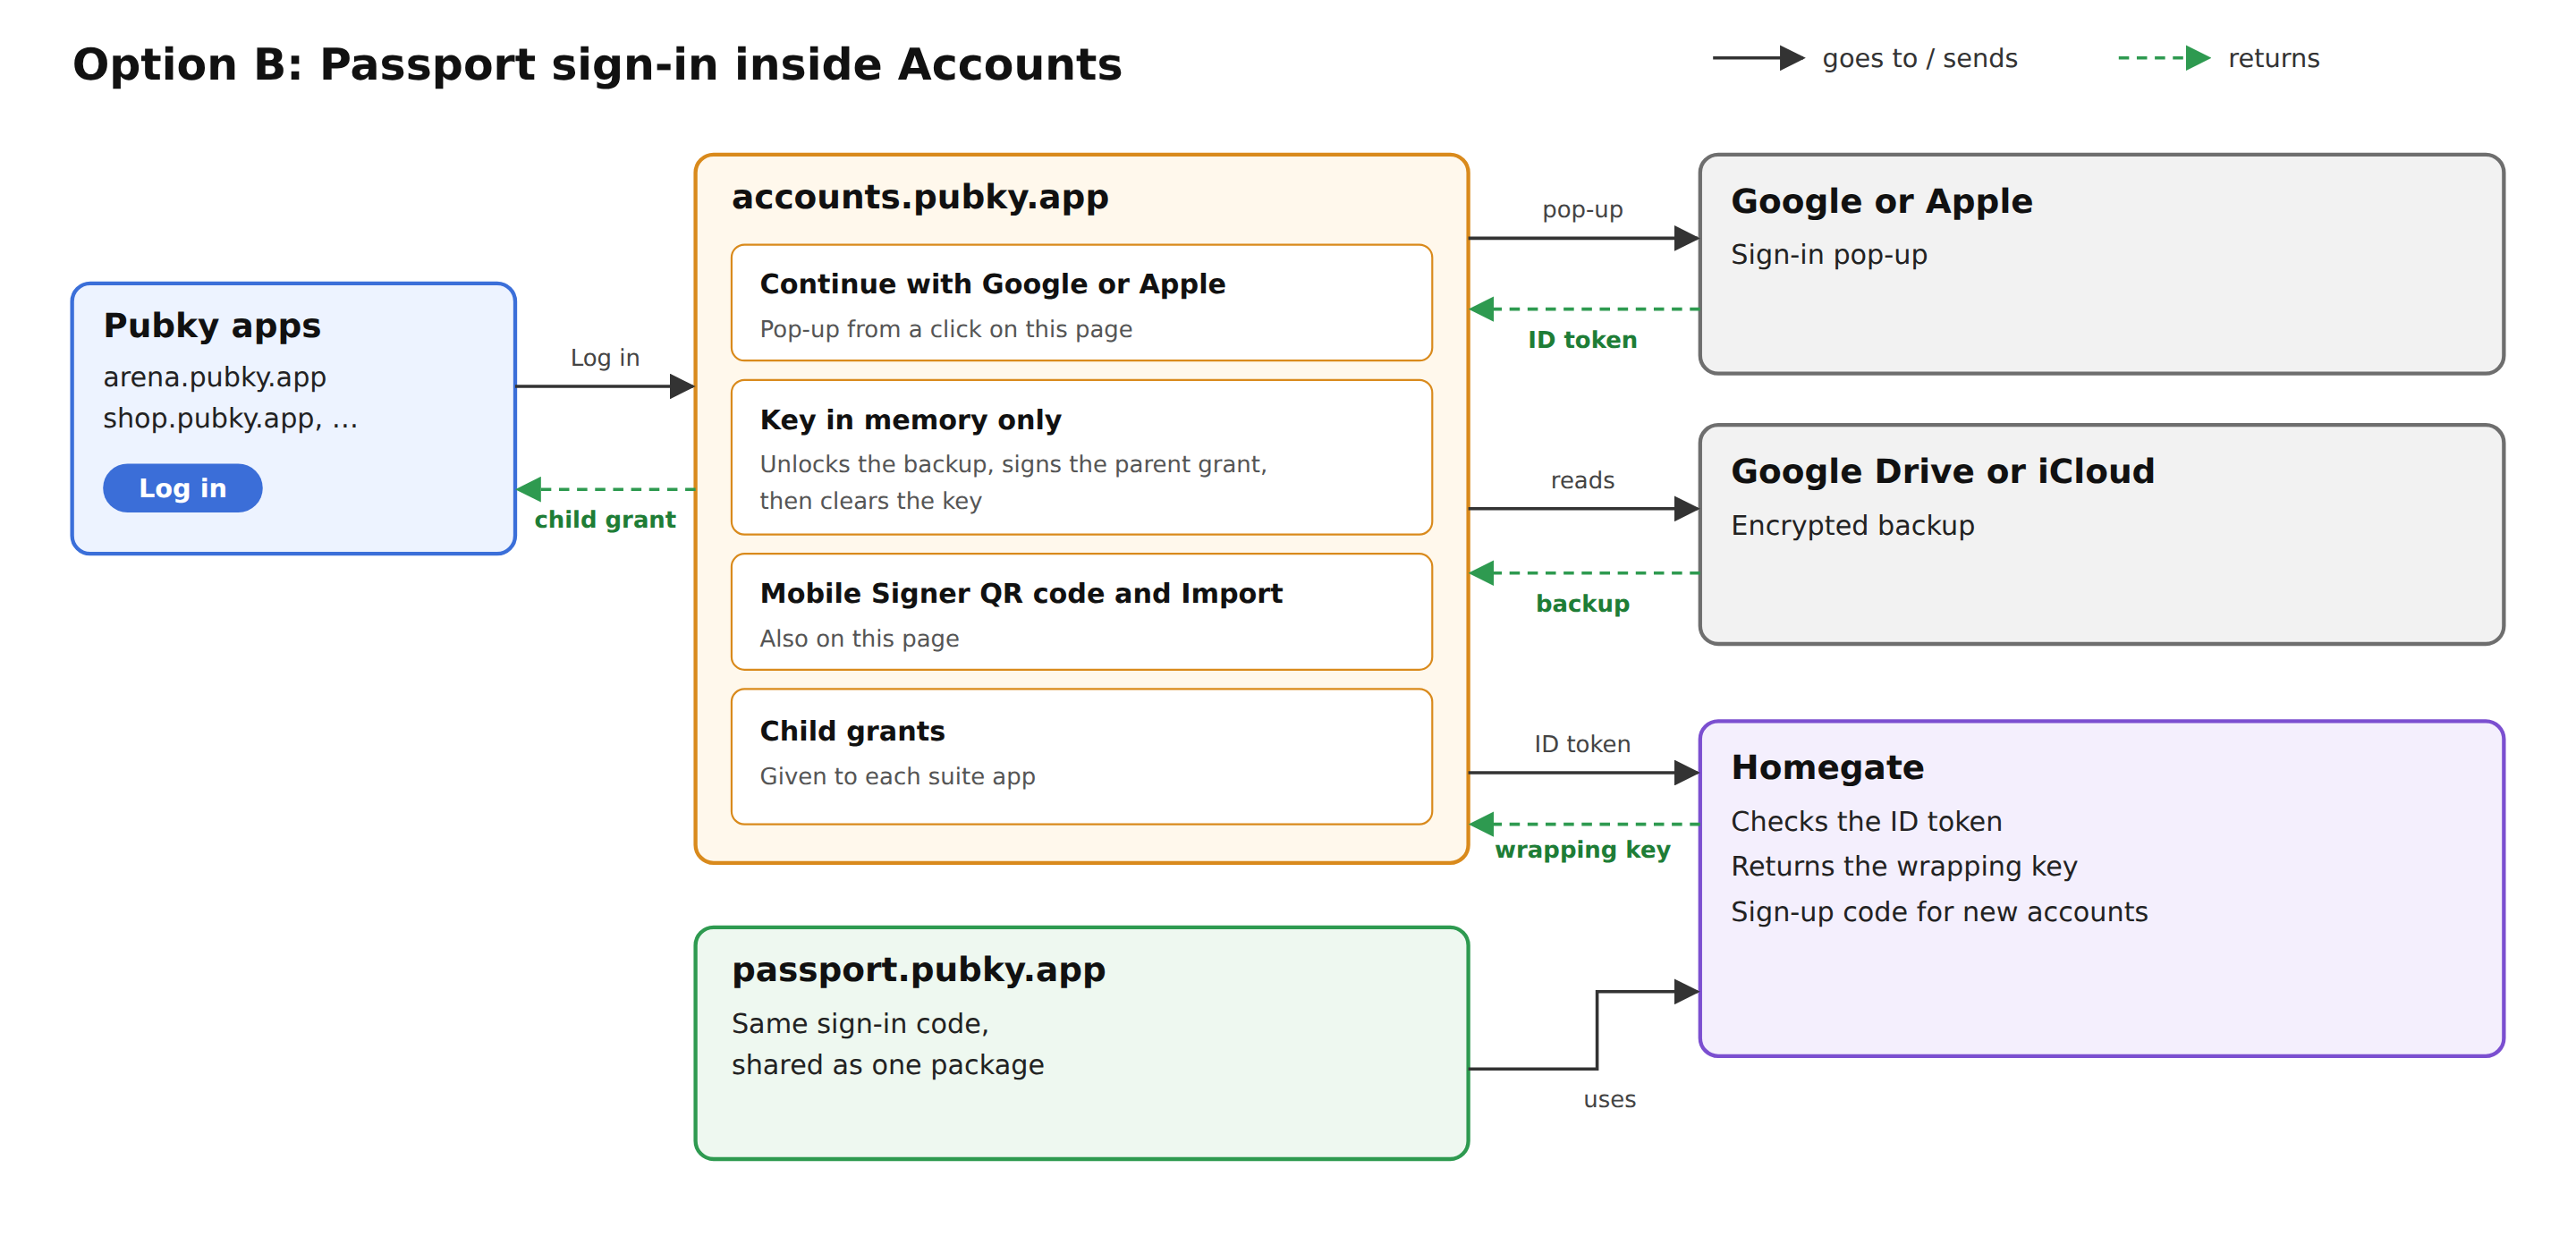 Option B: Passport sign-in inside Accounts
goes to / sends
returns
Pubky apps
arena.pubky.app
shop.pubky.app, ...
Log in
Log in
child grant
accounts.pubky.app
Continue with Google or Apple
Pop-up from a click on this page
Key in memory only
Unlocks the backup, signs the parent grant,
then clears the key
Mobile Signer QR code and Import
Also on this page
Child grants
Given to each suite app
pop-up
ID token
reads
backup
ID token
wrapping key
Google or Apple
Sign-in pop-up
Google Drive or iCloud
Encrypted backup
Homegate
Checks the ID token
Returns the wrapping key
Sign-up code for new accounts
passport.pubky.app
Same sign-in code,
shared as one package
uses